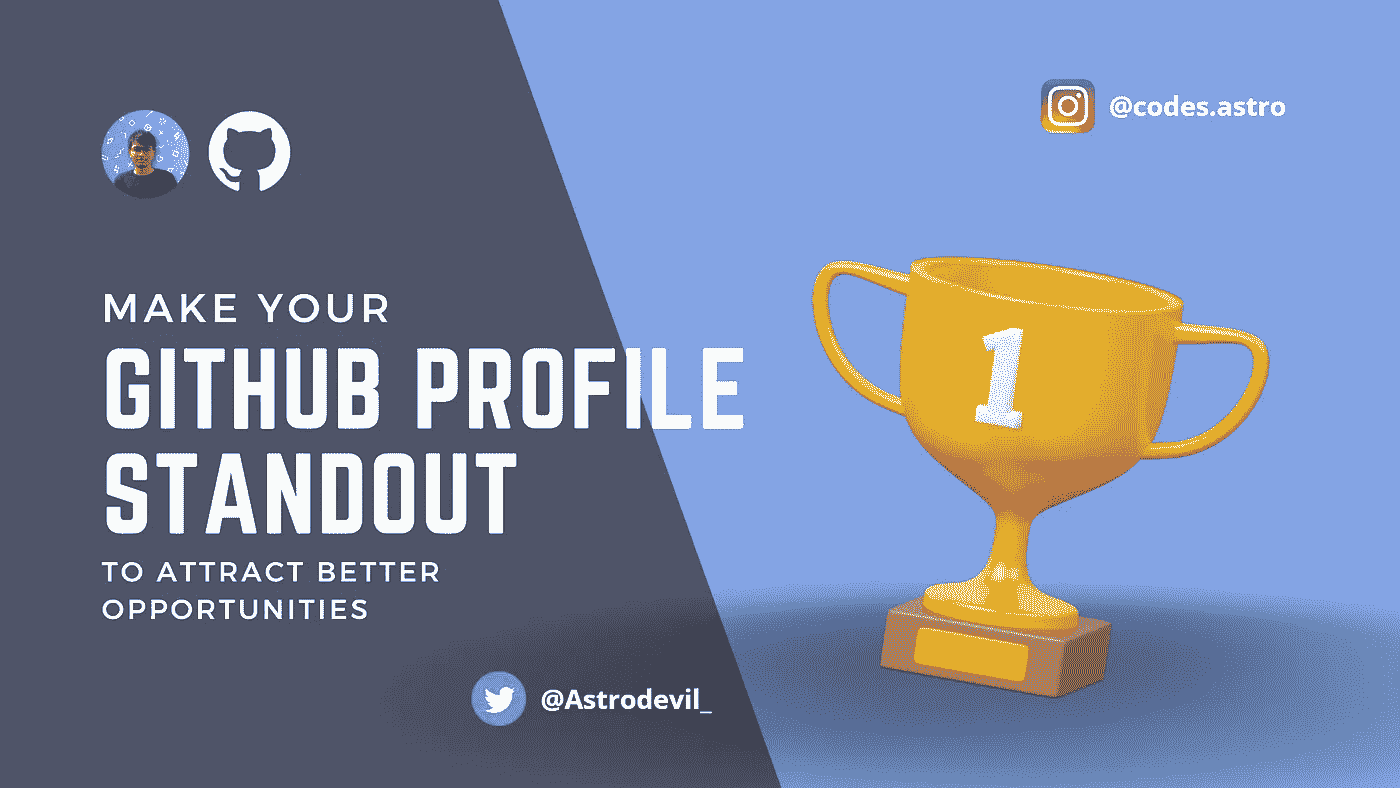 @codes.astro
MAKE YOUR
GITHUB PROFILE
STANDOUT
TO ATTRACT BETTER
OPPORTUNITIES
@Astrodevil_
1